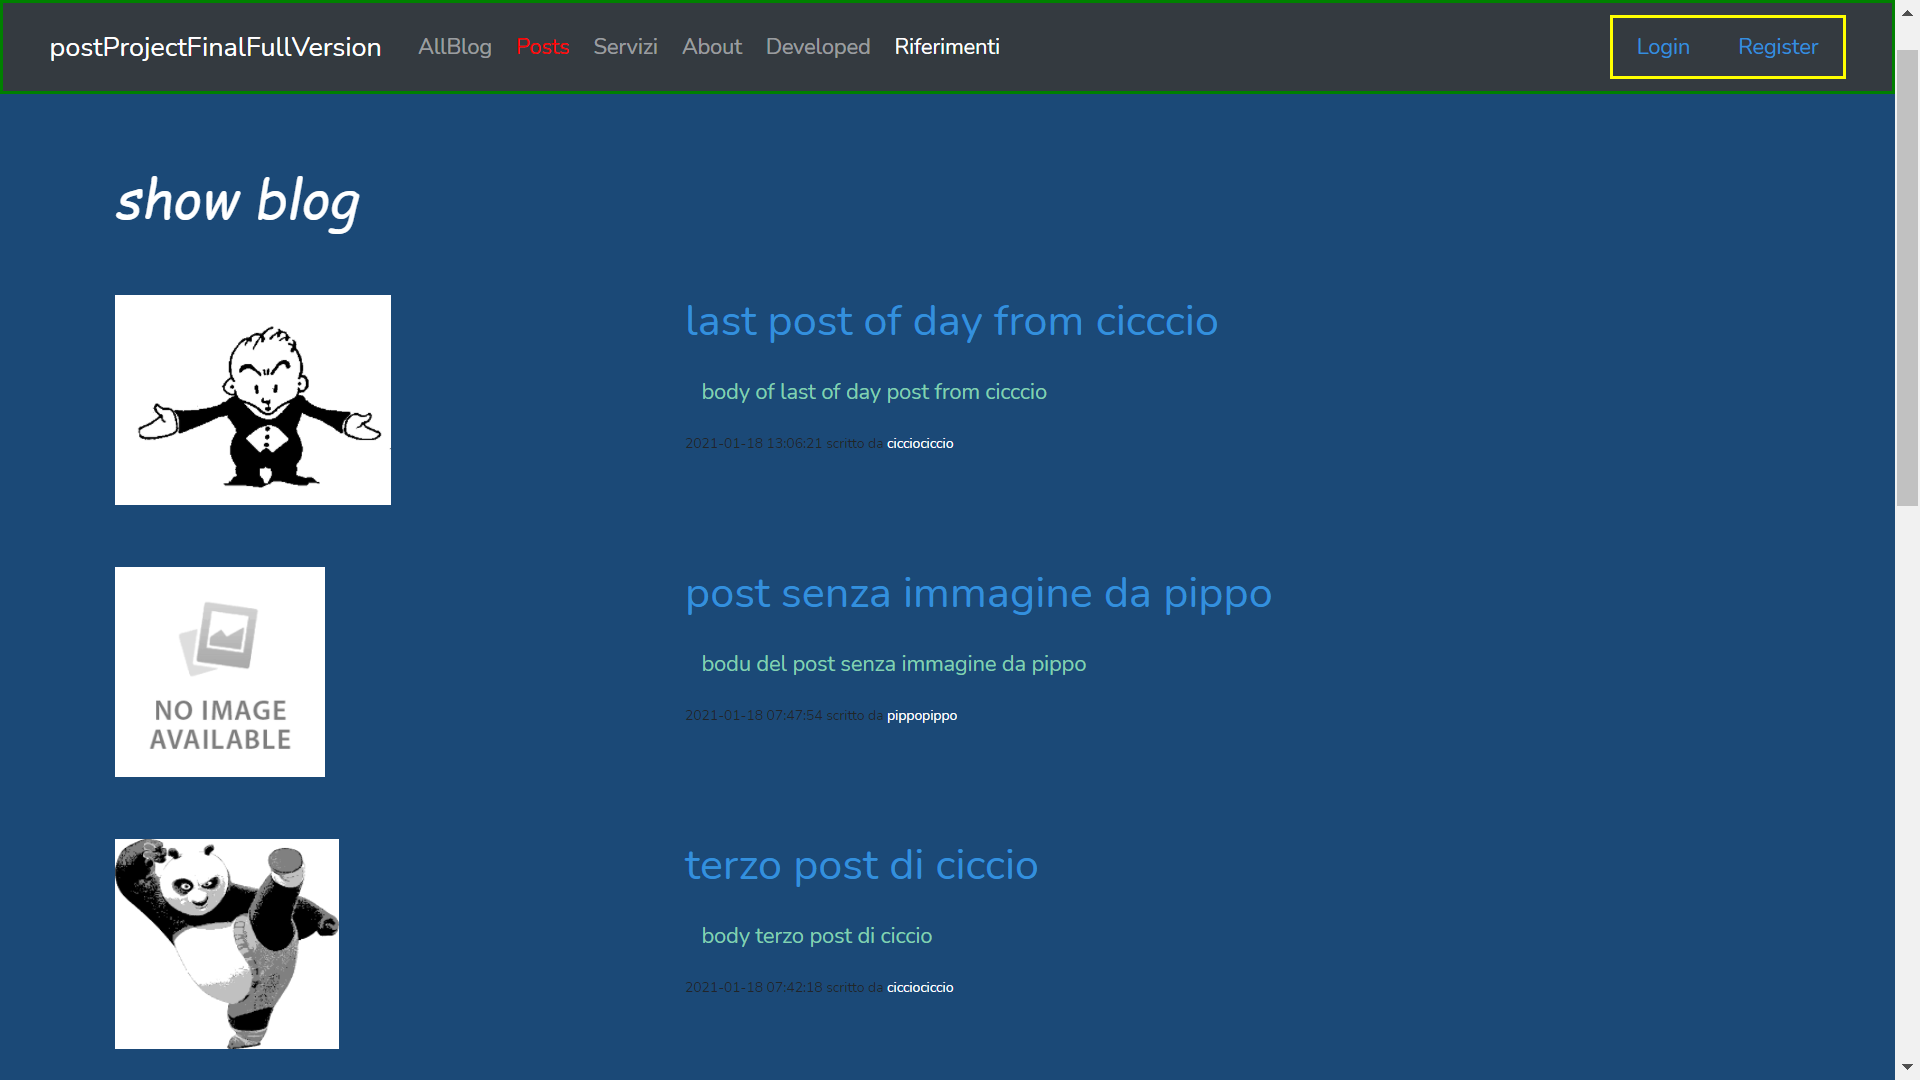 postProjectFinalFullVersion AllBlog Posts Servizi About Developed Riferimenti Login Register
show blog
last post of day from cicccio
body of last of day post from cicccio
2021-01-18 13:06:21 scritto da cicciociccio
post senza immagine da pippo
NO IMAGE
AVAILABLE
bodu del post senza immagine da pippo
2021-01-18 07:47:54 scritto da pippopippo
terzo post di ciccio
body terzo post di ciccio
2021-01-18 07:42:18 scritto da cicciociccio